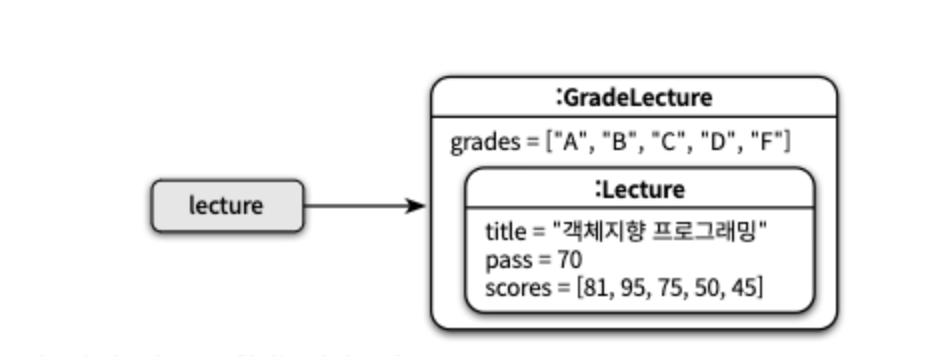 :GradeLecture
grades = ["A", "B", "C", "D", "F"]
lecture
:Lecture
title = "객체지향 프로그래밍"
pass = 70
scores = [81, 95, 75, 50, 45]